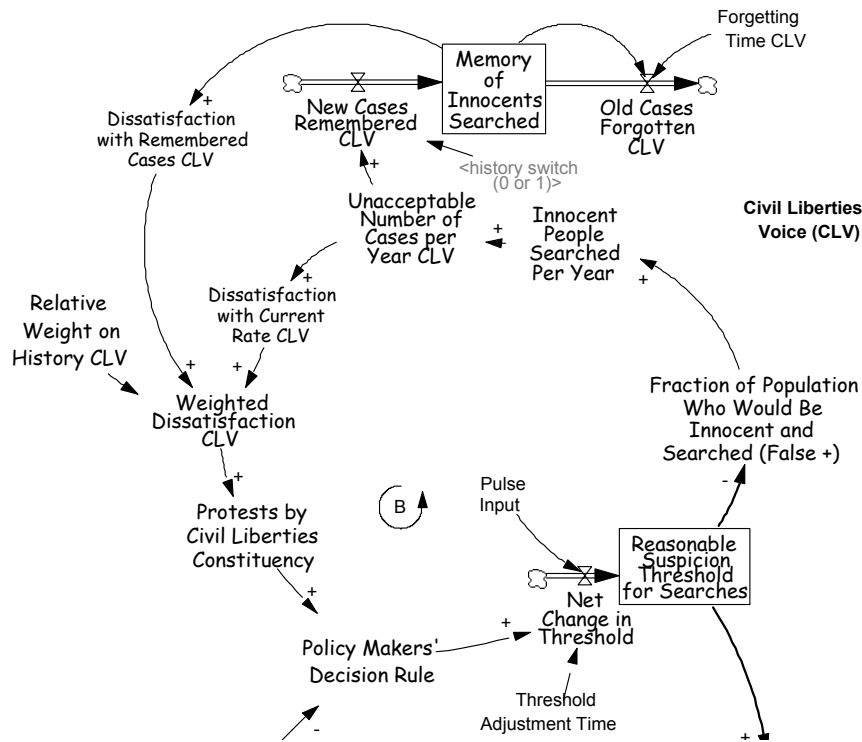 Forgetting
Time CLV
Memory
of
Innocents
Searched
New Cases
Remembered
CLV
Old Cases
Forgotten
CLV
+
Dissatisfaction
with Remembered
Cases CLV
+
<history switch
(0 or 1)>
Unacceptable
Number of
Cases per
Year CLV
+
Innocent
People
Searched
Per Year
Civil Liberties
Voice (CLV)
+
+
Dissatisfaction
with Current
Rate CLV
Relative
Weight on
History CLV
+
+
Weighted
Dissatisfaction
CLV
Fraction of Population
Who Would Be
Innocent and
Searched (False +)
+
-
Protests by
Civil Liberties
Constituency
B
Pulse
Input
Reasonable
Suspicion
Threshold
for Searches
Net
Change in
Threshold
+
+
Policy Makers'
Decision Rule
Threshold
Adjustment Time
-
+